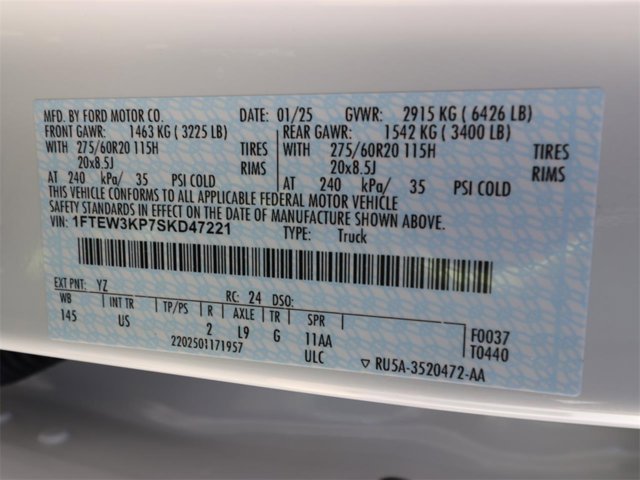 MFD. BY FORD MOTOR CO. DATE: 01/25 GVWR: 2915 KG ( 6426 LB)
FRONT GAWR: 1463 KG ( 3225 LB) REAR GAWR: 1542 KG ( 3400 LB)
WITH 275/60R20 115H TIRES WITH 275/60R20 115H TIRES
20x8.5J RIMS 20x8.5J RIMS
AT 240 kPa/ 35 PSI COLD AT 240 kPa/ 35 PSI COLD
THIS VEHICLE CONFORMS TO ALL APPLICABLE FEDERAL MOTOR VEHICLE
SAFETY STANDARDS IN EFFECT ON THE DATE OF MANUFACTURE SHOWN ABOVE.
VIN: 1FTEW3KP7SKD47221 TYPE: Truck
EXT PNT: YZ RC: 24 DSO:
WB INT TR TP/PS R AXLE TR SPR
145 US 2 L9 G 11AA F0037
2202501171957 ULC T0440
RU5A-3520472-AA